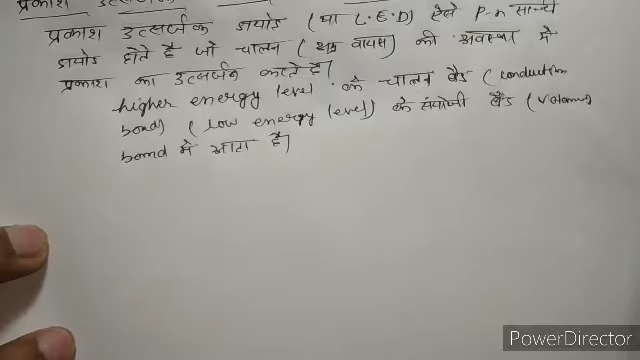 प्रकाश
प्रकाश उत्सर्जक डायोड (या L.E.D) ऐसे P-n सन्धी
डायोड होते है जो चालन (अग्र बायस) की अवस्था में
प्रकाश का उत्सर्जन करते है।
higher energy level के चालन बैंड (conduction
band) (low energy level) के संयोजी बैंड (
band में आता है।
PowerDirector